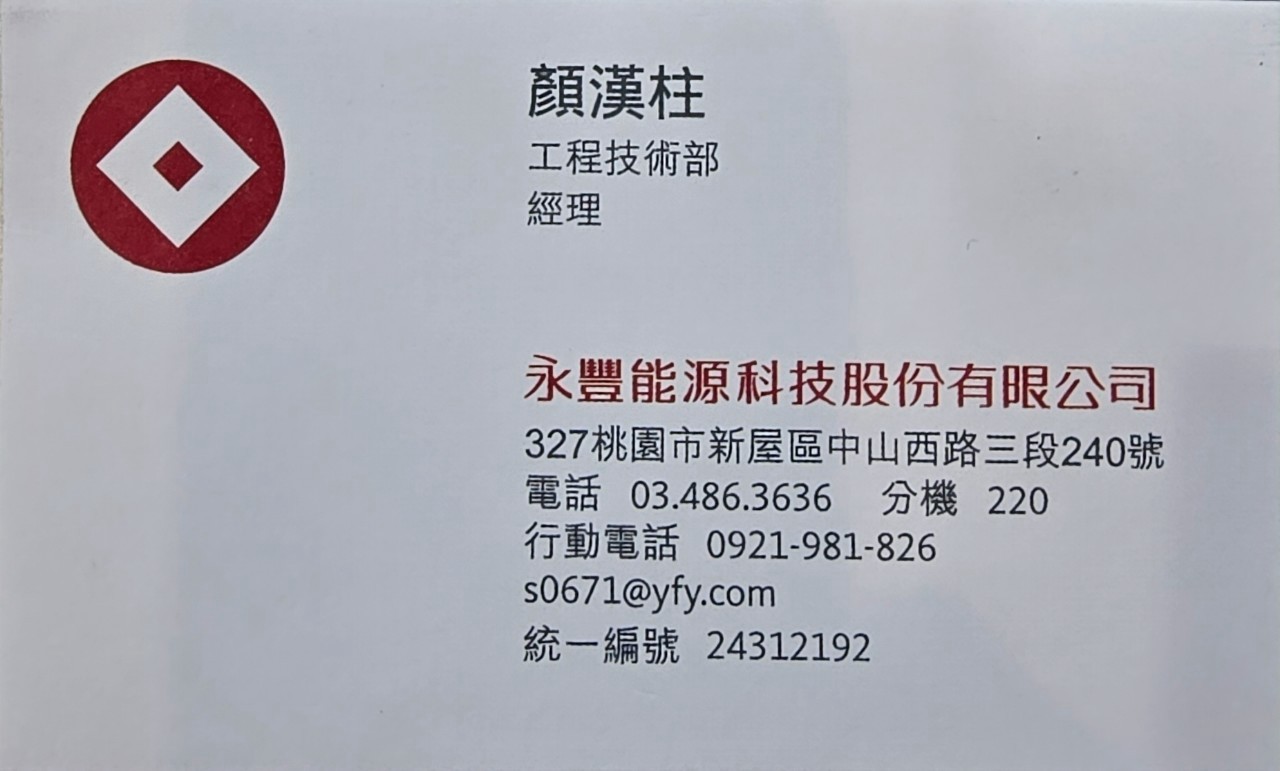 顏漢柱
工程技術部
經理
永豐能源科技股份有限公司
327桃園市新屋區中山西路三段240號
電話 03.486.3636 分機 220
行動電話 0921-981-826
s0671@yfy.com
統一編號 24312192